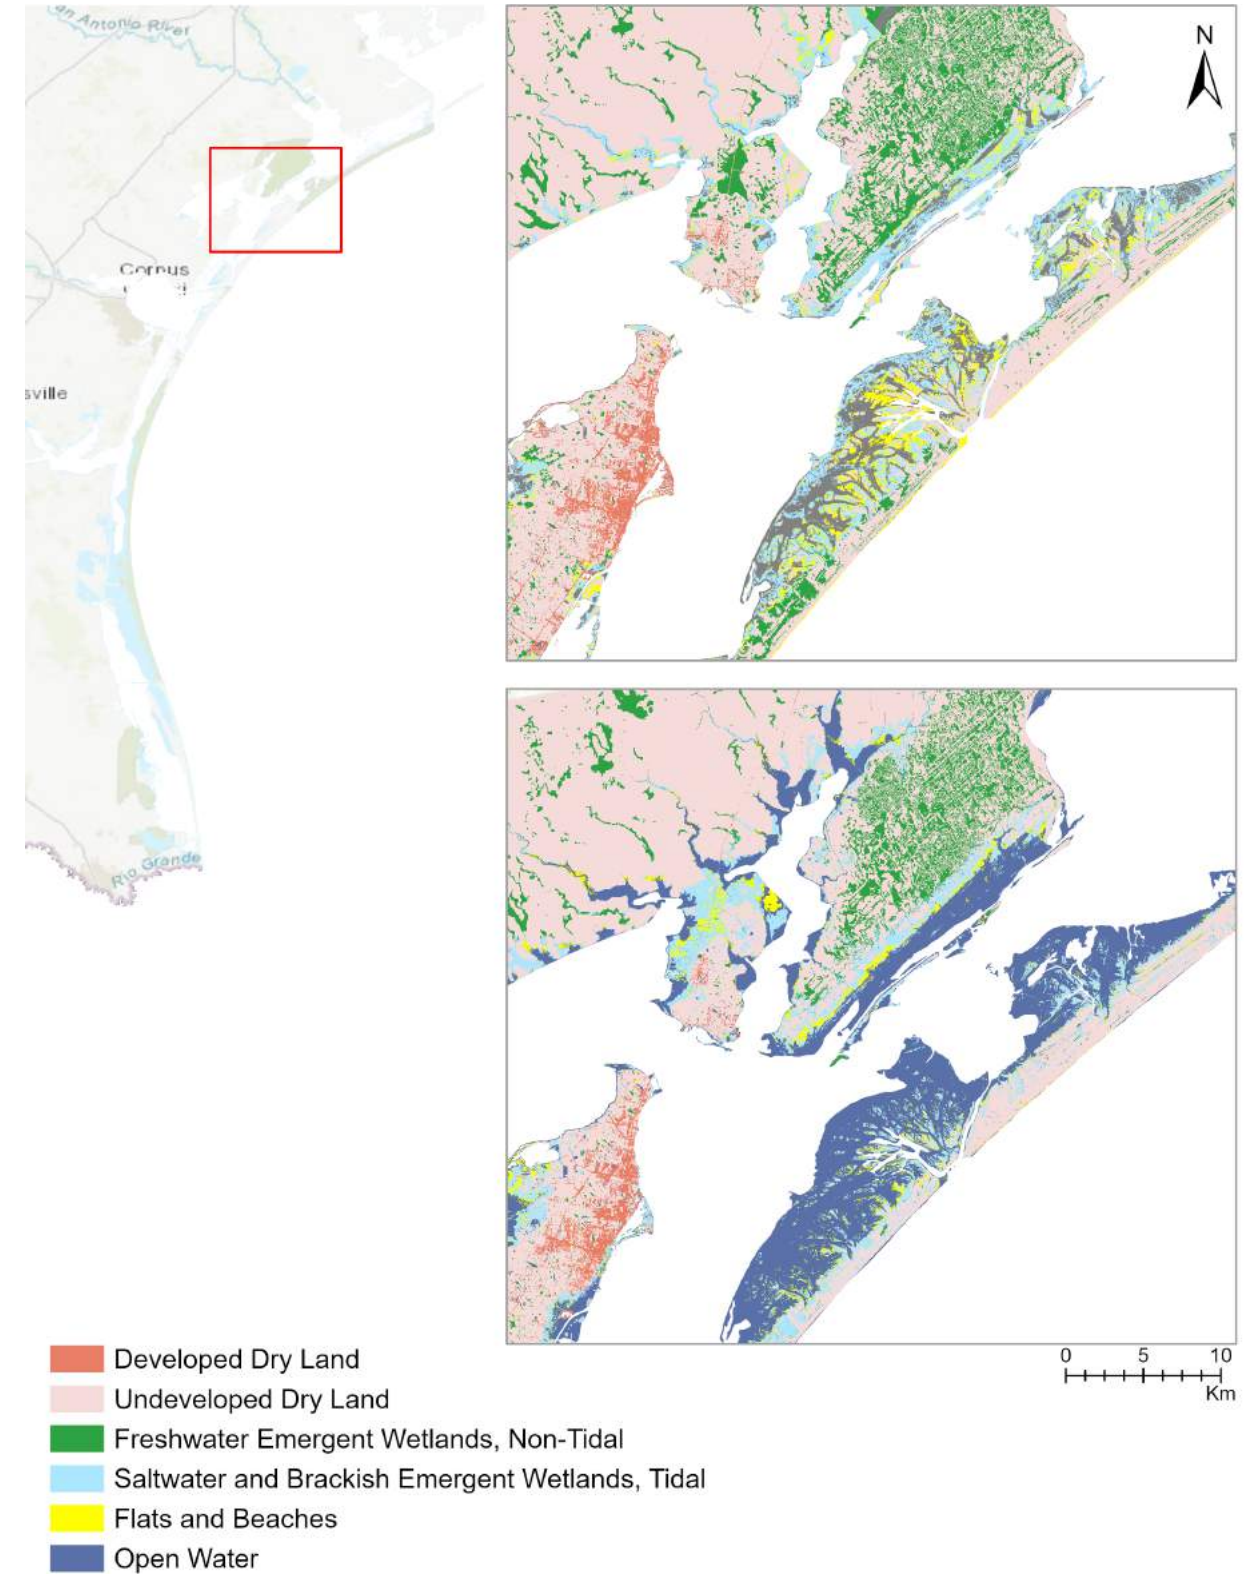 an Antonio River
N
Corpus
sville
Rio Grande
0 5 10
Km
Developed Dry Land
Undeveloped Dry Land
Freshwater Emergent Wetlands, Non-Tidal
Saltwater and Brackish Emergent Wetlands, Tidal
Flats and Beaches
Open Water